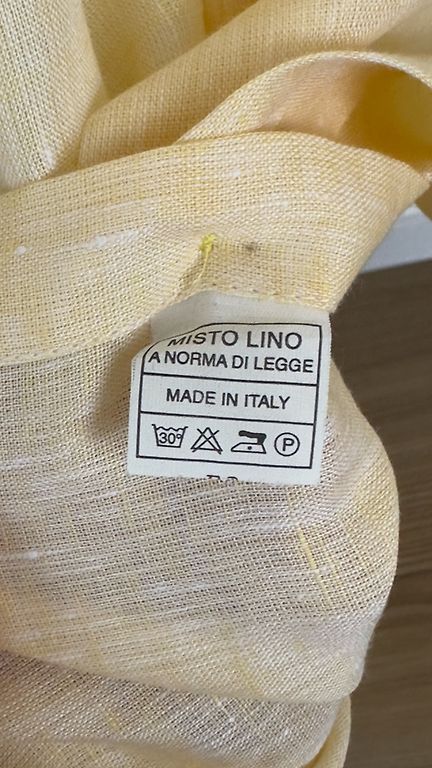 MISTO LINO
A NORMA DI LEGGE
MADE IN ITALY
30° P